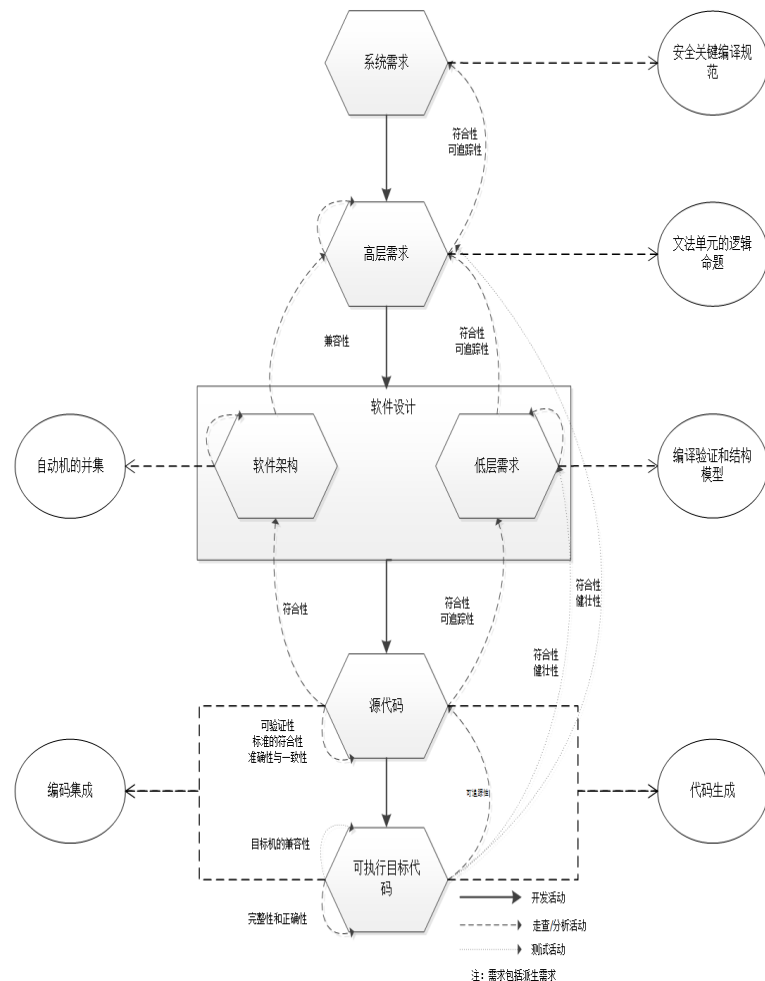 系统需求
安全关键编译规
范
符合性
可追踪性
高层需求
文法单元的逻辑
命题
兼容性
符合性
可追踪性
软件设计
自动机的并集
软件架构
低层需求
编译验证和结构
模型
符合性
符合性
可追踪性
符合性
健壮性
符合性
健壮性
源代码
可验证性
标准的符合性
准确性与一致性
编码集成
可追踪性
代码生成
目标机的兼容性
可执行目标代
码
完整性和正确性
开发活动
走查/分析活动
测试活动
注：需求包括派生需求